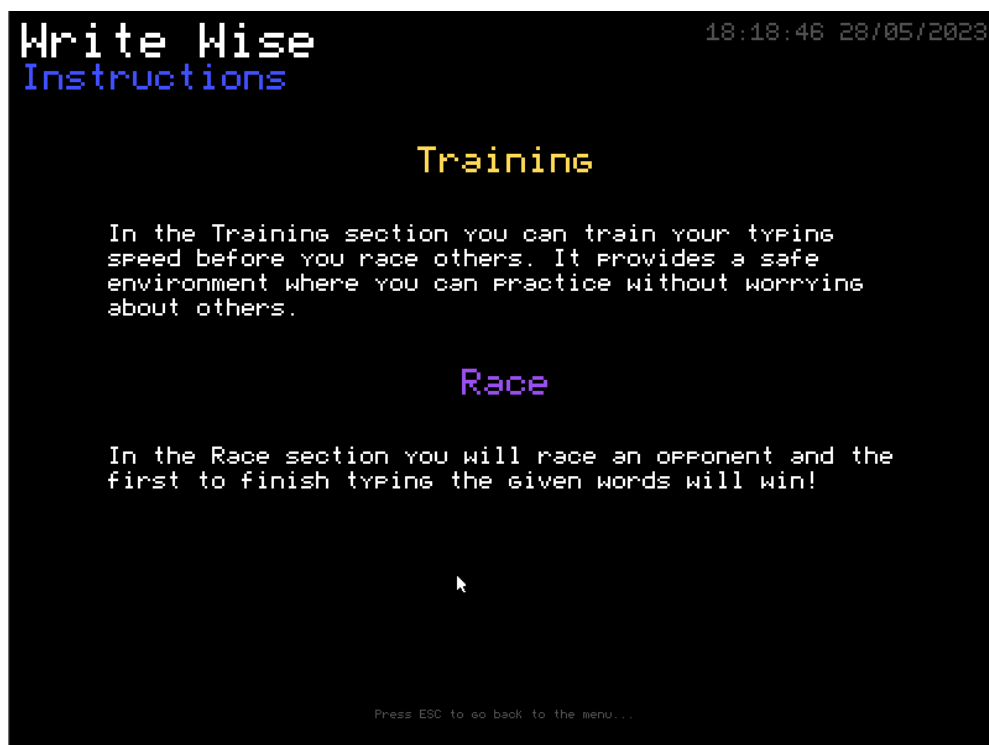 Write Wise
18:18:46 28/05/2023
Instructions
Training
In the Training section you can train your typing
speed before you race others. It provides a safe
environment where you can practice without worrying
about others.
Race
In the Race section you will race an opponent and the
first to finish typing the given words will win!
Press ESC to go back to the menu...